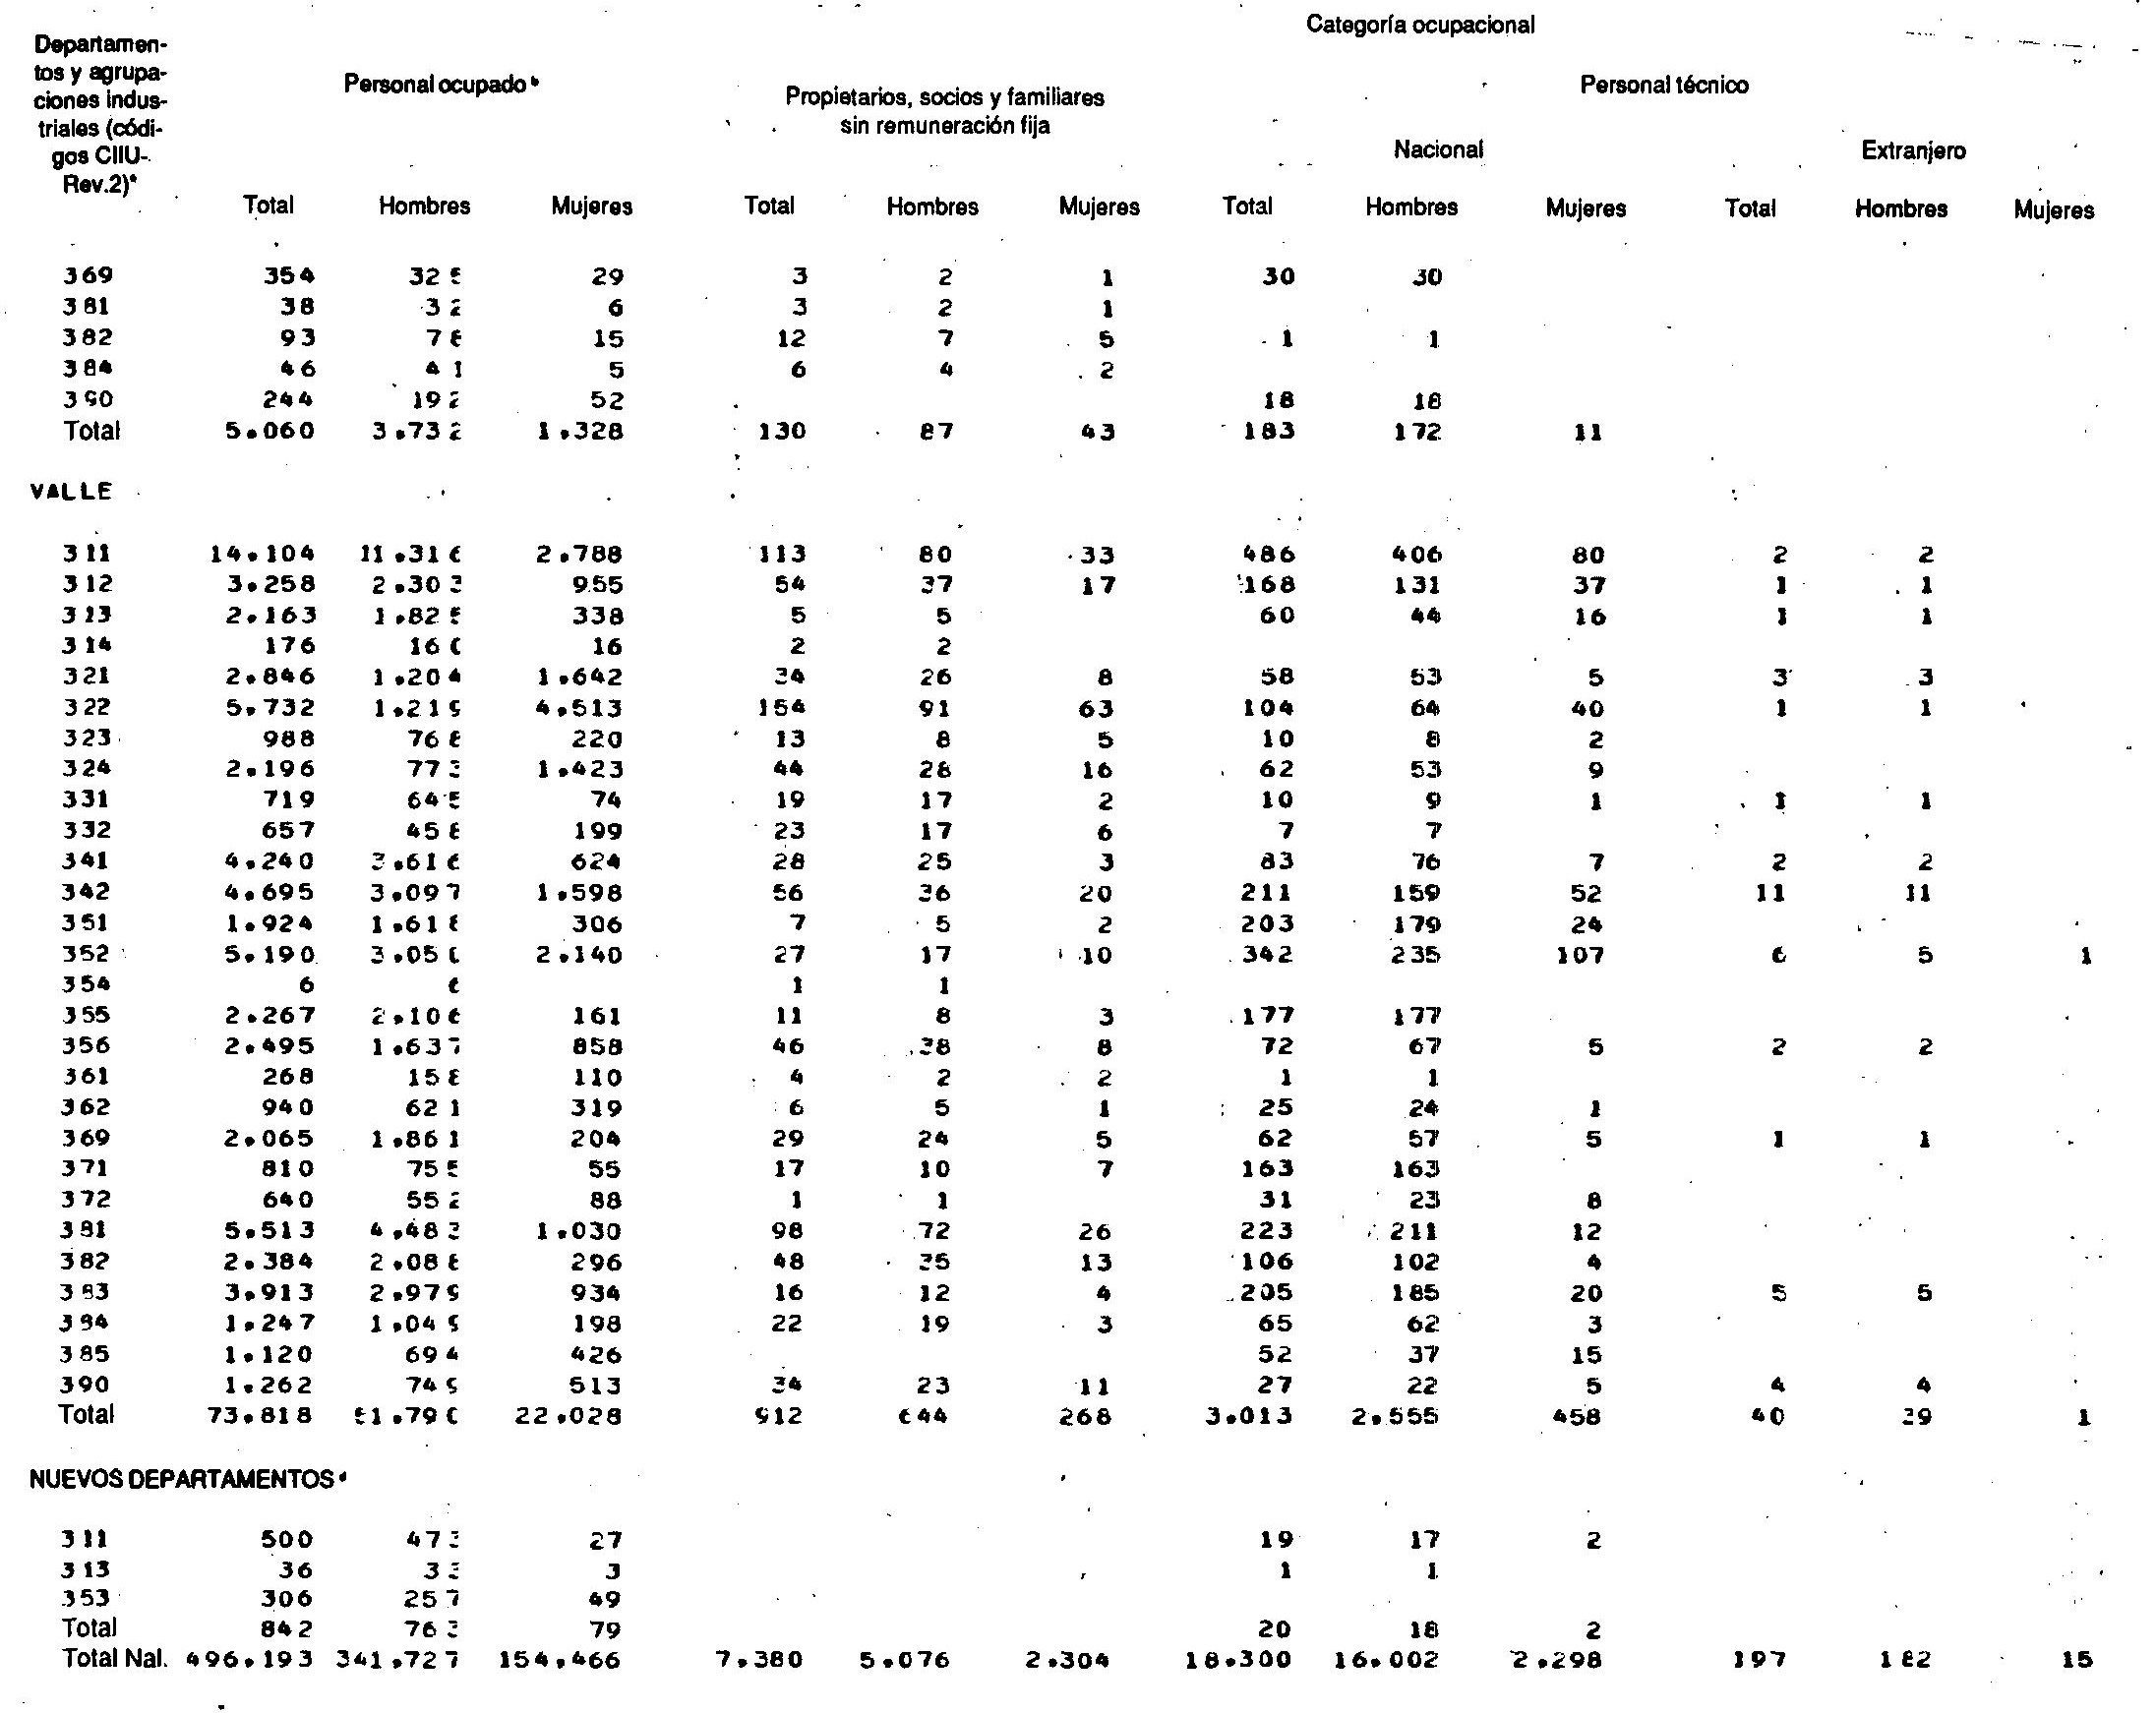 Categoría ocupacional
Departamen-
tos y agrupa-
ciones indus-
triales (códi-
gos CIIU-
Rev.2)ª
Personal ocupado ᵇ
Propietarios, socios y familiares
sin remuneración fija
Personal técnico
Nacional Extranjero
Total Hombres Mujeres Total Hombres Mujeres Total Hombres Mujeres Total Hombres Mujeres
369 354 325 29 3 2 1 30 30
381 38 32 6 3 2 1
382 93 78 15 12 7 5 1 1
384 46 41 5 6 4 2
390 244 192 52 18 18
Total 5.060 3.732 1.328 130 87 43 183 172 11
VALLE
311 14.104 11.316 2.788 113 80 33 486 406 80 2 2
312 3.258 2.303 955 54 37 17 168 131 37 1 1
313 2.163 1.825 338 5 5 60 44 16 1 1
314 176 160 16 2 2
321 2.846 1.204 1.642 34 26 8 58 53 5 3 3
322 5.732 1.219 4.513 154 91 63 104 64 40 1 1
323 988 768 220 13 8 5 10 8 2
324 2.196 773 1.423 44 28 16 62 53 9
331 719 645 74 19 17 2 10 9 1 1 1
332 657 458 199 23 17 6 7 7
341 4.240 3.616 624 28 25 3 83 76 7 2 2
342 4.695 3.097 1.598 56 36 20 211 159 52 11 11
351 1.924 1.618 306 7 5 2 203 179 24
352 5.190 3.050 2.140 27 17 10 342 235 107 6 5 1
354 6 6 1 1
355 2.267 2.106 161 11 8 3 177 177
356 2.495 1.637 858 46 38 8 72 67 5 2 2
361 268 158 110 4 2 2 1 1
362 940 621 319 6 5 1 25 24 1
369 2.065 1.861 204 29 24 5 62 57 5 1 1
371 810 755 55 17 10 7 163 163
372 640 552 88 1 1 31 23 8
381 5.513 4.483 1.030 98 72 26 223 211 12
382 2.384 2.088 296 48 35 13 106 102 4
383 3.913 2.979 934 16 12 4 205 185 20 5 5
384 1.247 1.049 198 22 19 3 65 62 3
385 1.120 694 426 52 37 15
390 1.262 749 513 34 23 11 27 22 5 4 4
Total 73.818 51.790 22.028 912 644 268 3.013 2.555 458 40 39 1
NUEVOS DEPARTAMENTOS ᵈ
311 500 473 27 19 17 2
313 36 33 3 1 1
353 306 257 49
Total 842 763 79 20 18 2
Total Nal. 496.193 341.727 154.466 7.380 5.076 2.304 18.300 16.002 2.298 197 182 15